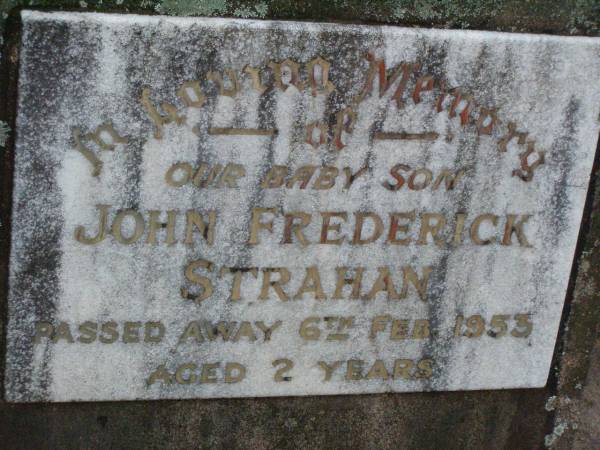 In Loving Memory
of
OUR BABY SON
JOHN FREDERICK
STRAHAN
PASSED AWAY 6TH FEB. 1953
AGED 2 YEARS